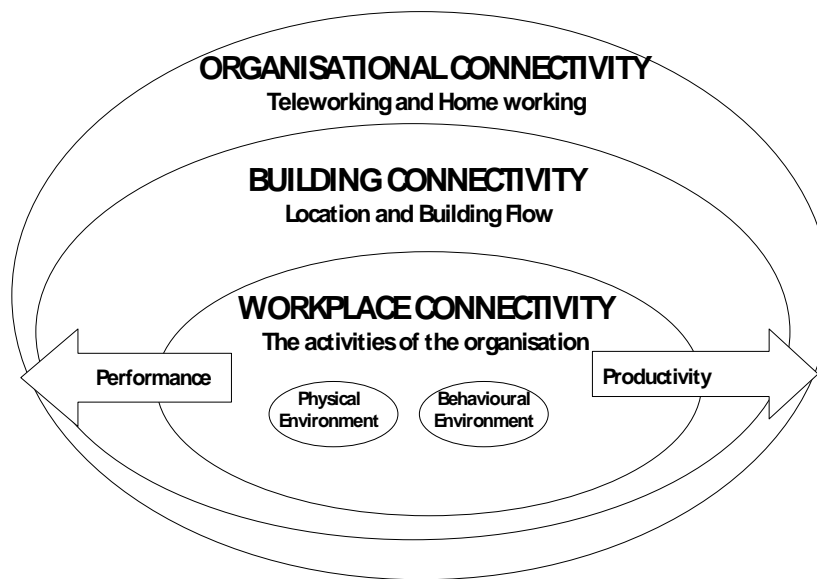 ORGANISATIONAL CONNECTIVITY
Teleworking and Home working
BUILDING CONNECTIVITY
Location and Building Flow
WORKPLACE CONNECTIVITY
The activities of the organisation
Performance
Productivity
Physical
Environment
Behavioural
Environment